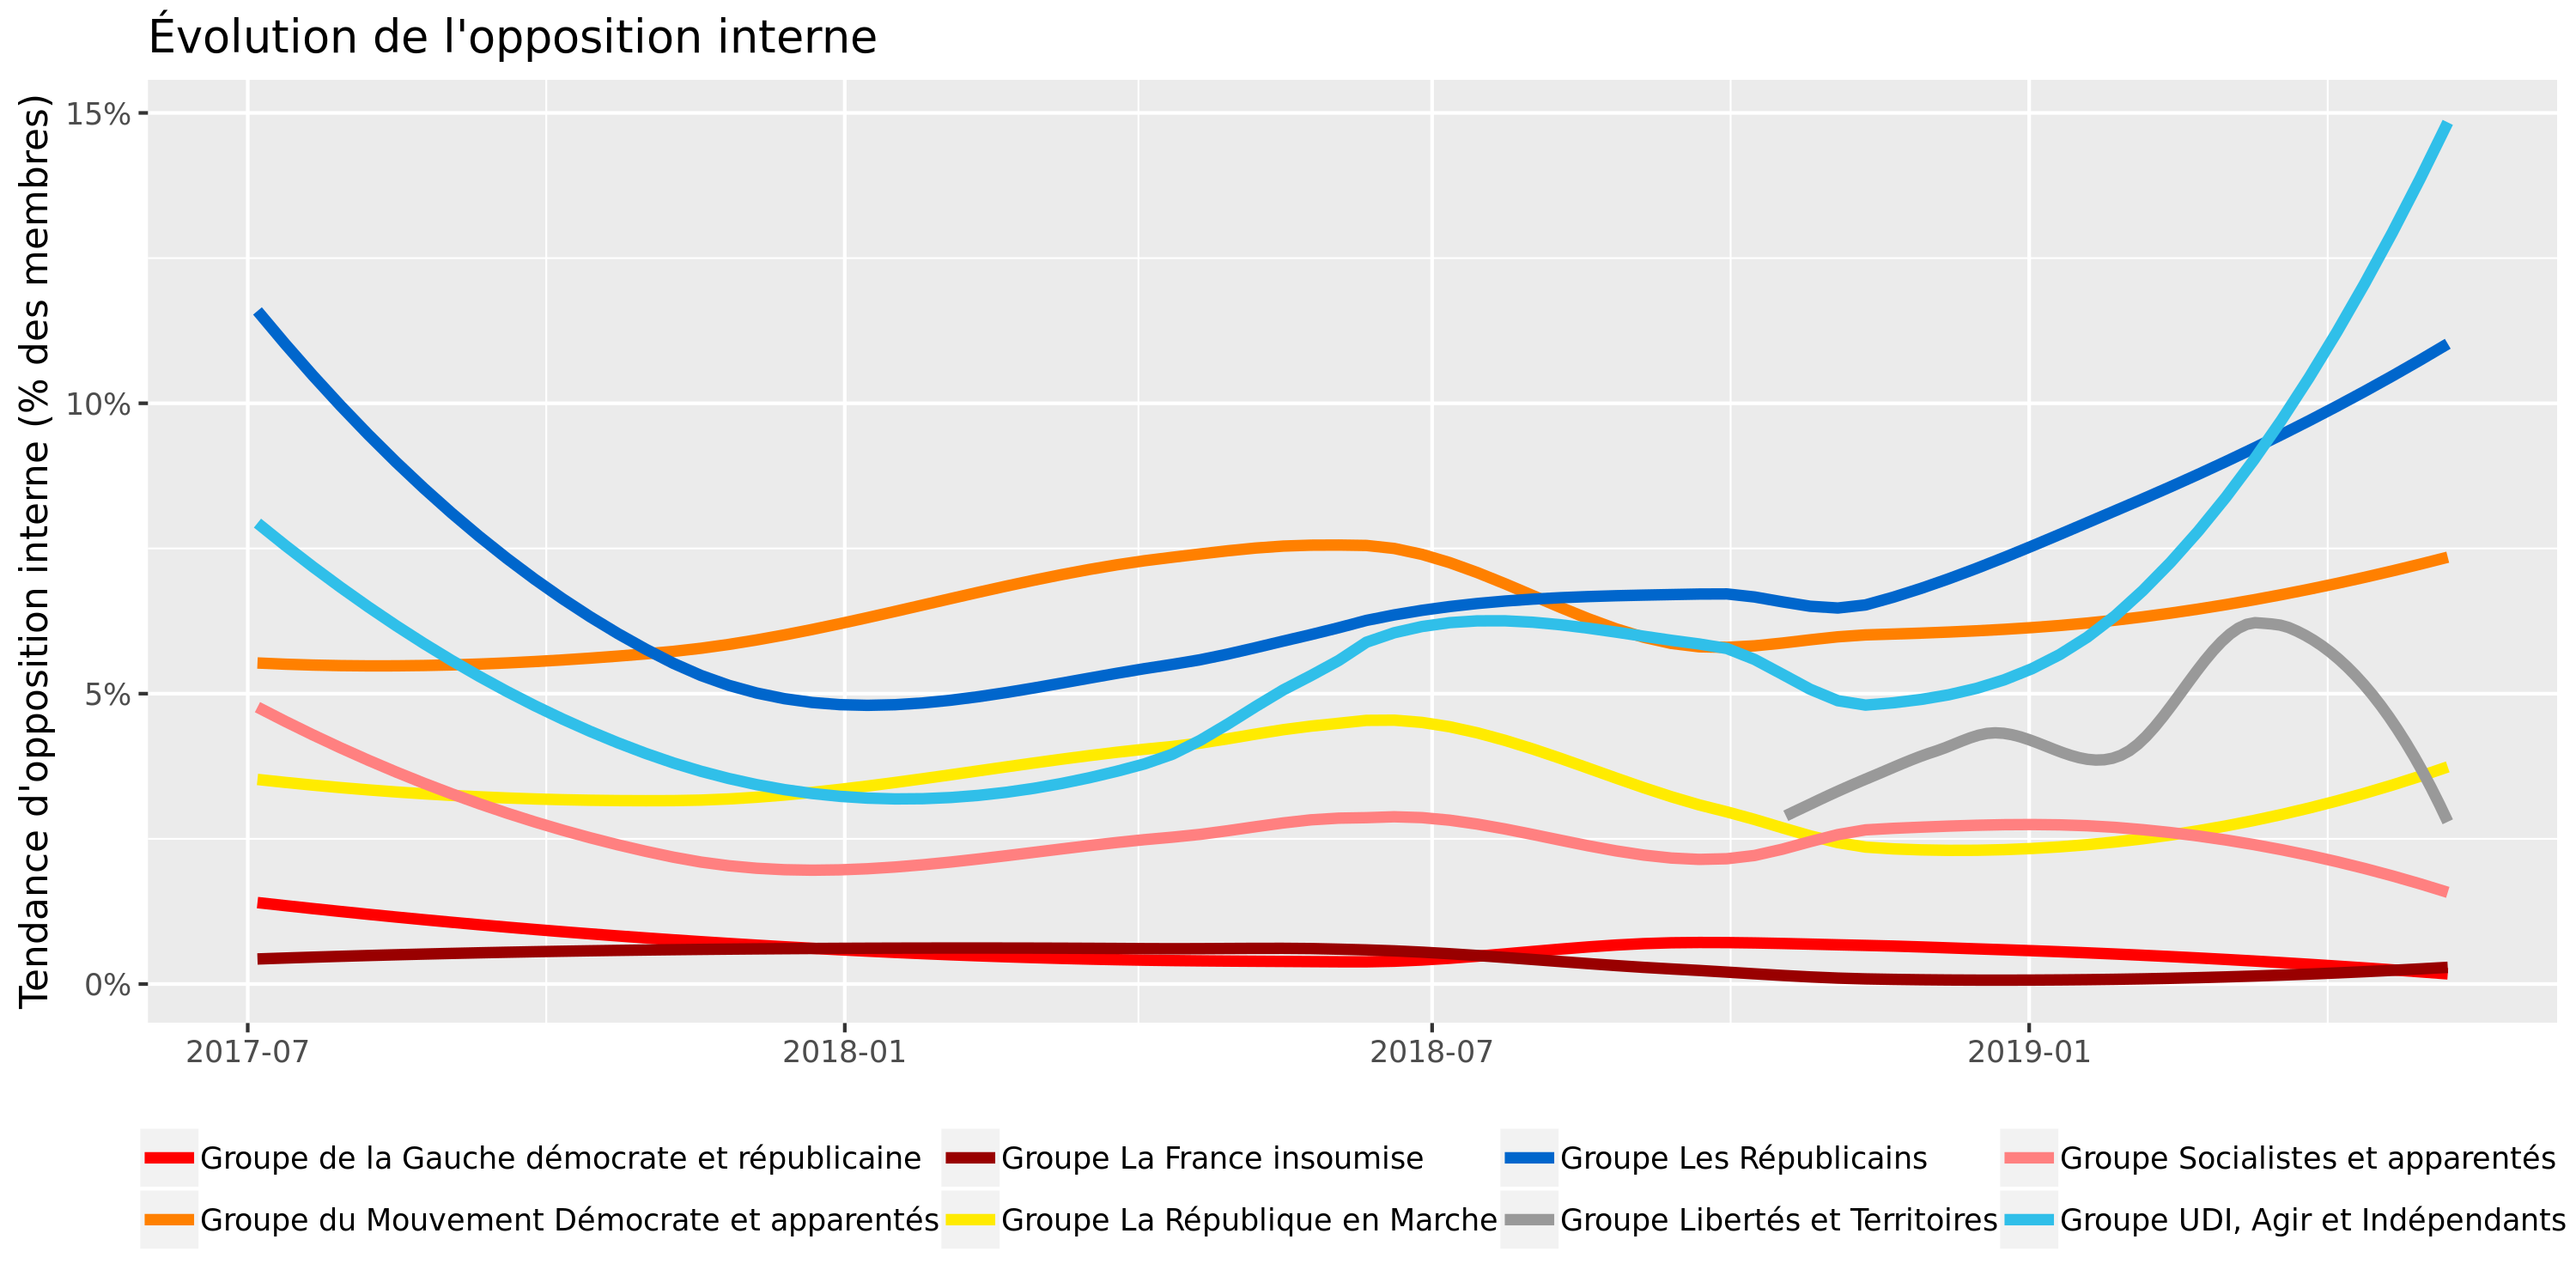 Évolution de l'opposition interne
Tendance d'opposition interne (% des membres)
15%
10%
5%
0%
2017-07 2018-01 2018-07 2019-01
Groupe de la Gauche démocrate et républicaine Groupe La France insoumise Groupe Les Républicains Groupe Socialistes et apparentés
Groupe du Mouvement Démocrate et apparentés Groupe La République en Marche Groupe Libertés et Territoires Groupe UDI, Agir et Indépendants